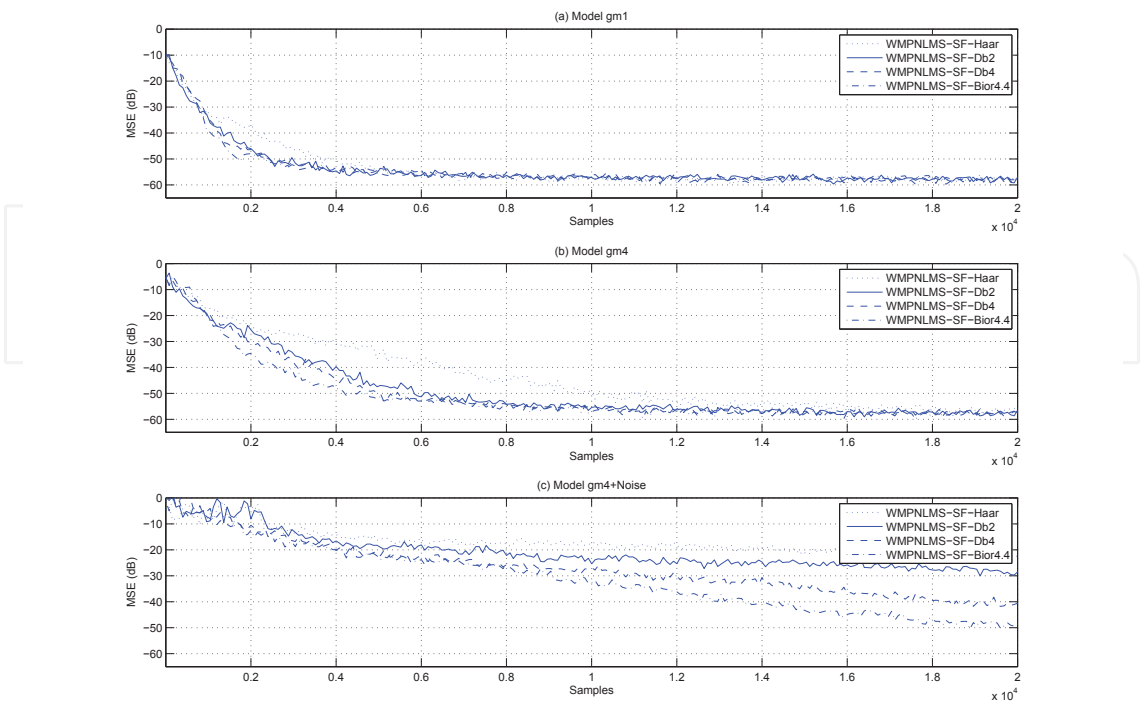 (a) Model gm1
0
−10
−20
−30
−40
−50
−60
MSE (dB)
WMPNLMS−SF−Haar
WMPNLMS−SF−Db2
WMPNLMS−SF−Db4
WMPNLMS−SF−Bior4.4
0.2 0.4 0.6 0.8 1 1.2 1.4 1.6 1.8 2
Samples
x 10^4
(b) Model gm4
0
−10
−20
−30
−40
−50
−60
MSE (dB)
WMPNLMS−SF−Haar
WMPNLMS−SF−Db2
WMPNLMS−SF−Db4
WMPNLMS−SF−Bior4.4
0.2 0.4 0.6 0.8 1 1.2 1.4 1.6 1.8 2
Samples
x 10^4
(c) Model gm4+Noise
0
−10
−20
−30
−40
−50
−60
MSE (dB)
WMPNLMS−SF−Haar
WMPNLMS−SF−Db2
WMPNLMS−SF−Db4
WMPNLMS−SF−Bior4.4
0.2 0.4 0.6 0.8 1 1.2 1.4 1.6 1.8 2
Samples
x 10^4